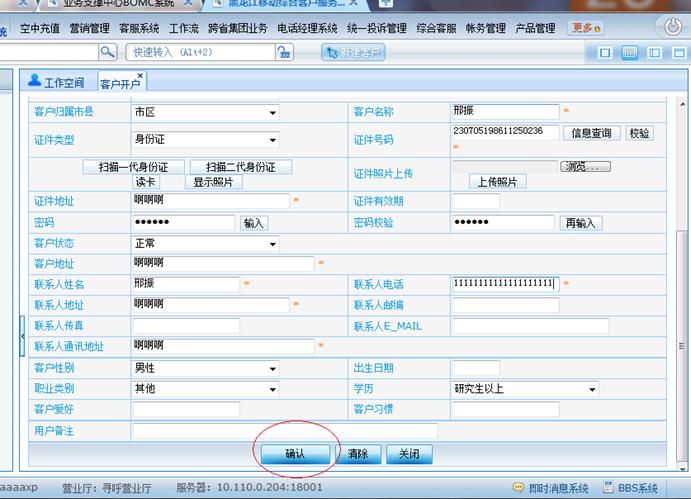 业务支撑中心BOMC系统 黑龙江移动综合客户服务...
空中充值 营销管理 客服系统 工作流 跨省集团业务 电话经理系统 统一投诉管理 综合客服 帐务管理 产品管理 更多
快速转入 (Alt+2) 新建客户
工作空间 客户开户
客户归属市县 市区 客户名称 邢振 *
证件类型 身份证 证件号码 230705198611250236 信息查询 校验
*
扫描一代身份证 扫描二代身份证 证件照片上传 浏览...
读卡 显示照片 上传照片
证件地址 啊啊啊 * 证件有效期
密码 ●●●●●● 输入 密码校验 ●●●●●● 再输入
客户状态 正常
客户地址 啊啊啊 *
联系人姓名 邢振 * 联系人电话 11111111111111111111 *
联系人地址 啊啊啊 * 联系人邮编
联系人传真 联系人E_MAIL
联系人通讯地址 啊啊啊 *
客户性别 男性 出生日期
职业类别 其他 学历 研究生以上
客户爱好 客户习惯
用户备注
确认 清除 关闭
aaaaxp 营业厅：寻呼营业厅 服务器：10.110.0.204:18001 即时消息系统 BBS系统